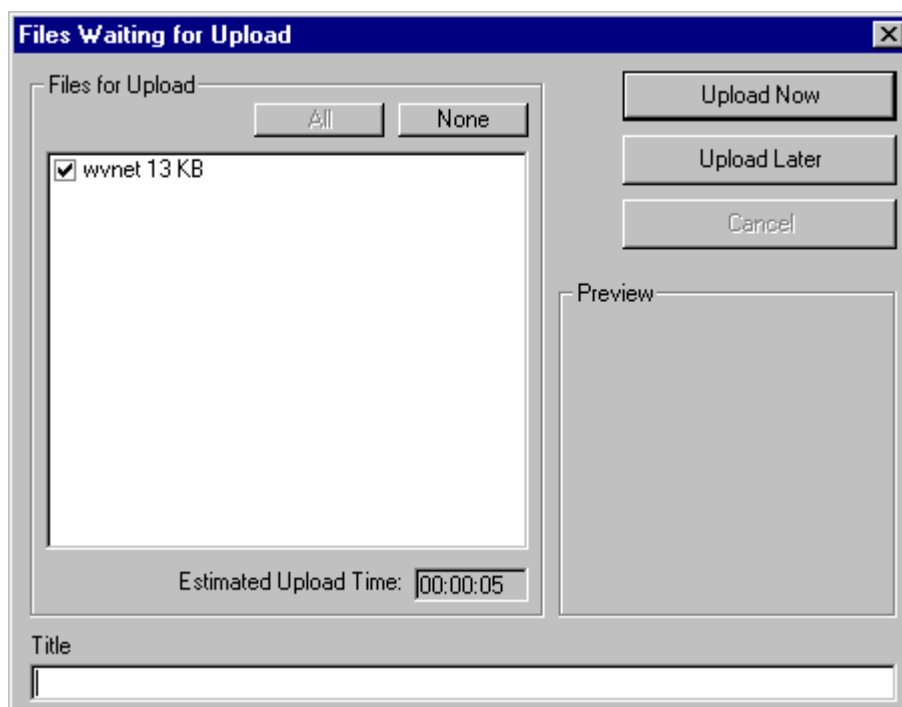 Files Waiting for Upload
Files for Upload
All
None
wvnet 13 KB
Estimated Upload Time: 00:00:05
Upload Now
Upload Later
Cancel
Preview
Title